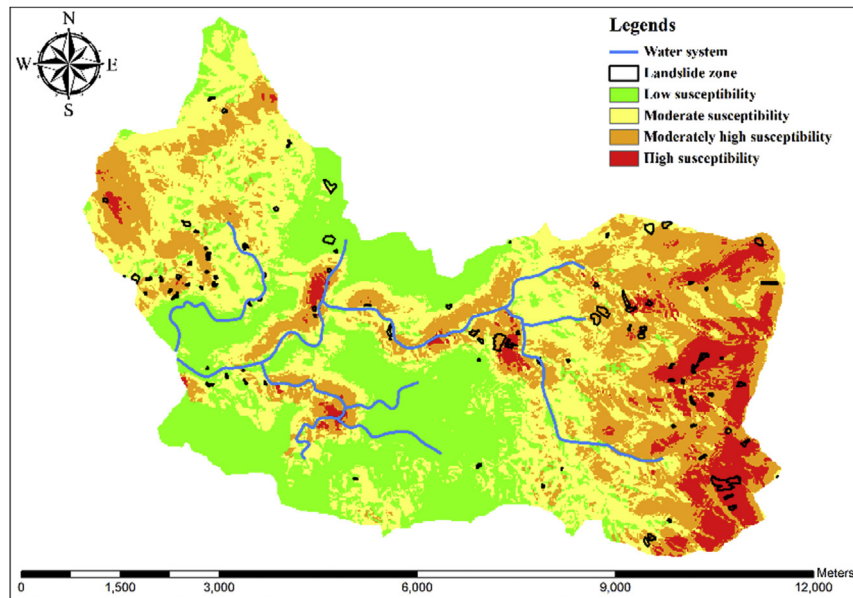 N
W E
S
Legends
Water system
Landslide zone
Low susceptibility
Moderate susceptibility
Moderately high susceptibility
High susceptibility
0 1,500 3,000 6,000 9,000 12,000 Meters